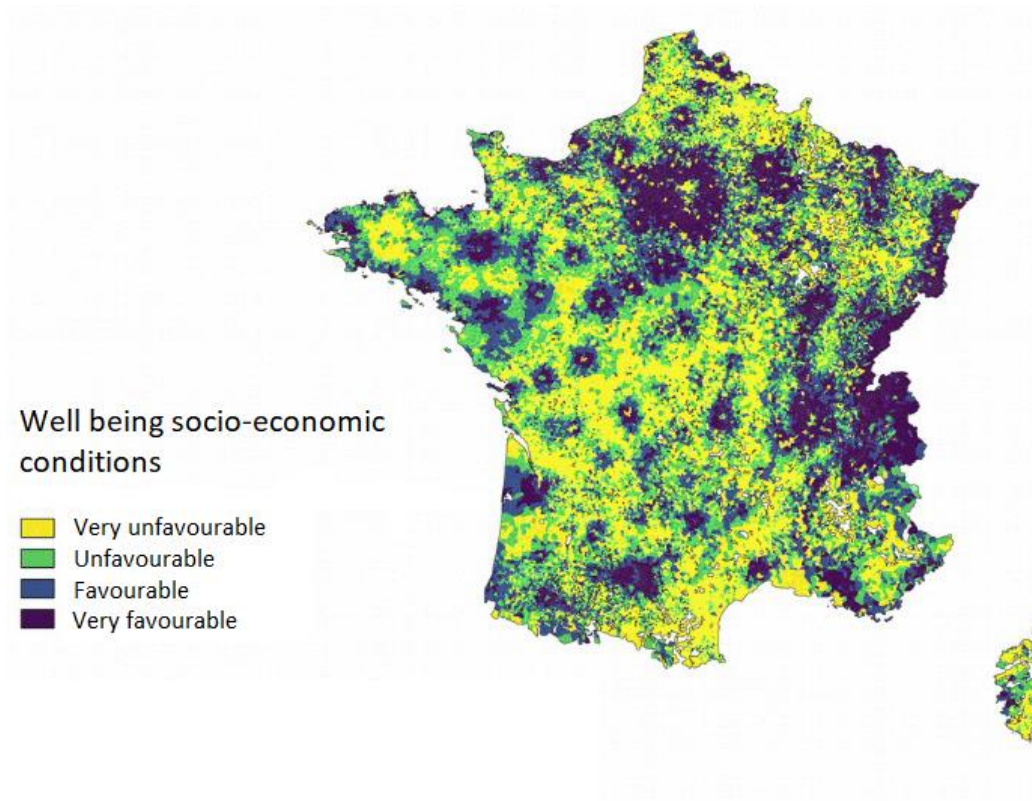 Well being socio-economic
conditions
Very unfavourable
Unfavourable
Favourable
Very favourable